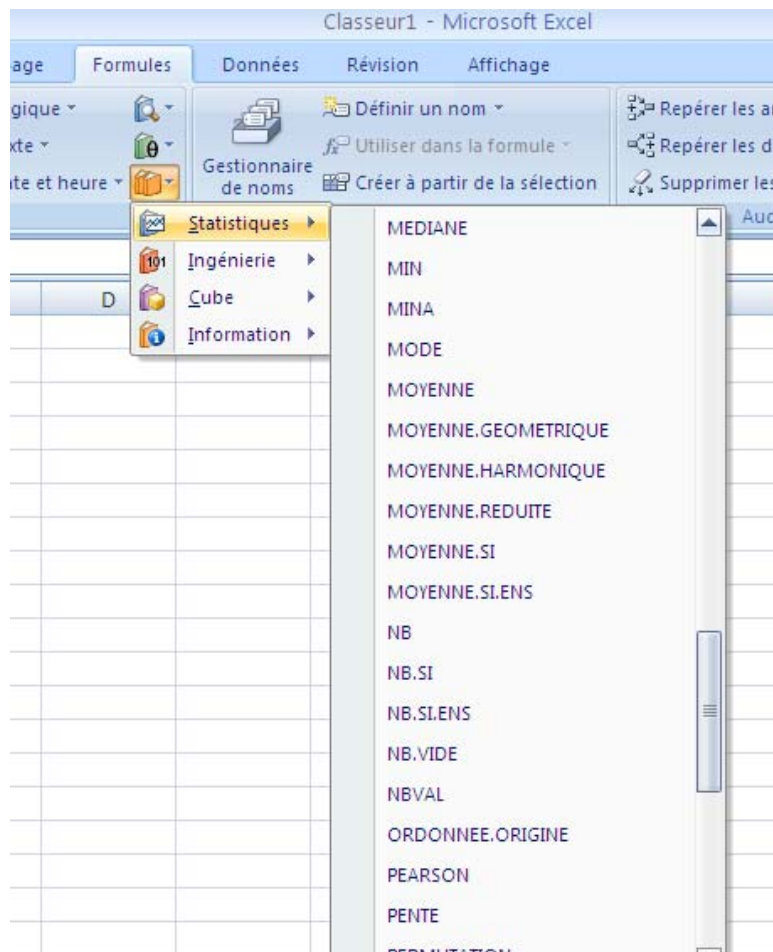 Classeur1 - Microsoft Excel
age Formules Données Révision Affichage
gique
Définir un nom
Repérer les a
xte
Utiliser dans la formule
Repérer les d
te et heure
Gestionnaire
de noms
Créer à partir de la sélection
Supprimer les
Auc
Statistiques
Ingénierie
Cube
Information
D
MEDIANE
MIN
MINA
MODE
MOYENNE
MOYENNE.GEOMETRIQUE
MOYENNE.HARMONIQUE
MOYENNE.REDUITE
MOYENNE.SI
MOYENNE.SI.ENS
NB
NB.SI
NB.SI.ENS
NB.VIDE
NBVAL
ORDONNEE.ORIGINE
PEARSON
PENTE
PERMUTATION